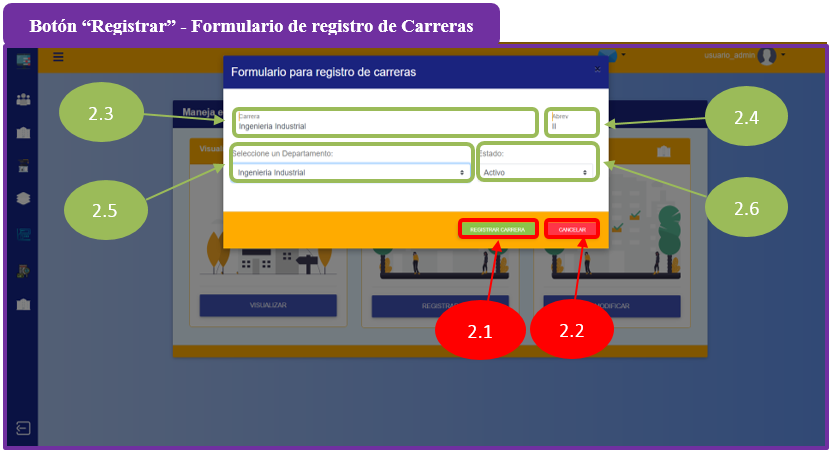 Botón “Registrar” - Formulario de registro de Carreras
usuario_admin
Formulario para registro de carreras
×
Maneja e
Visualiz
Carrera
Ingenieria Industrial
Abrev
II
Seleccione un Departamento:
Ingenieria Industrial
Estado:
Activo
REGISTRAR CARRERA
CANCELAR
VISUALIZAR
REGISTRA
MODIFICAR
2.3
2.4
2.5
2.6
2.1
2.2